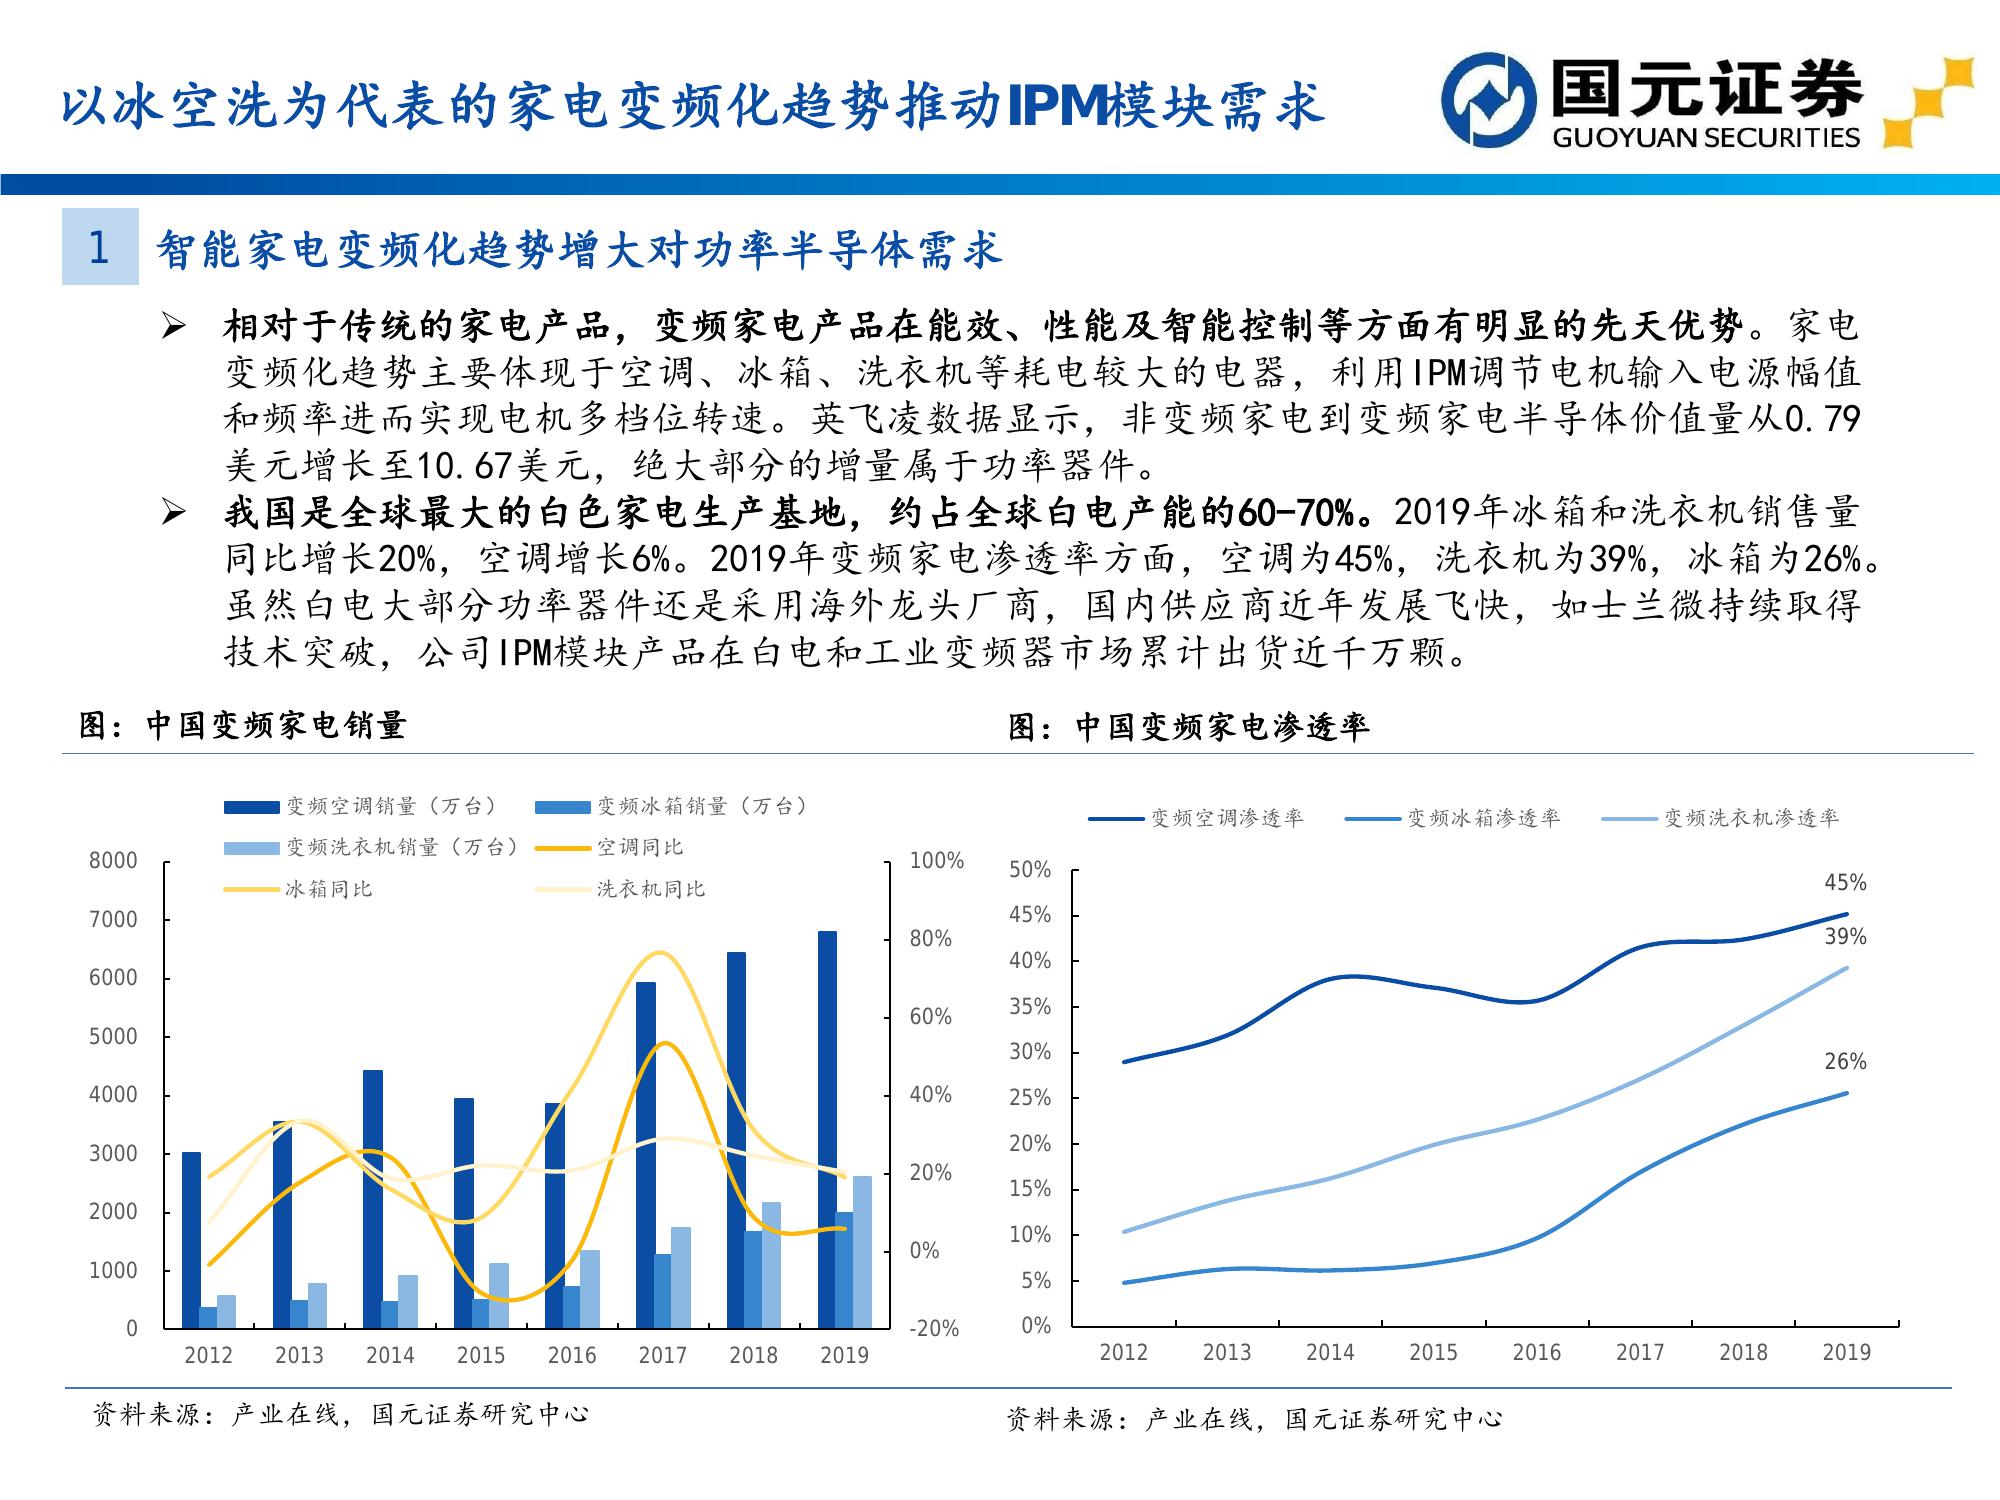 以冰空洗为代表的家电变频化趋势推动IPM模块需求
国元证券
GUOYUAN SECURITIES
1
智能家电变频化趋势增大对功率半导体需求
➢ 相对于传统的家电产品，变频家电产品在能效、性能及智能控制等方面有明显的先天优势。家电
变频化趋势主要体现于空调、冰箱、洗衣机等耗电较大的电器，利用IPM调节电机输入电源幅值
和频率进而实现电机多档位转速。英飞凌数据显示，非变频家电到变频家电半导体价值量从0.79
美元增长至10.67美元，绝大部分的增量属于功率器件。
➢ 我国是全球最大的白色家电生产基地，约占全球白电产能的60-70%。2019年冰箱和洗衣机销售量
同比增长20%，空调增长6%。2019年变频家电渗透率方面，空调为45%，洗衣机为39%，冰箱为26%。
虽然白电大部分功率器件还是采用海外龙头厂商，国内供应商近年发展飞快，如士兰微持续取得
技术突破，公司IPM模块产品在白电和工业变频器市场累计出货近千万颗。
图：中国变频家电销量
变频空调销量（万台）
变频冰箱销量（万台）
变频洗衣机销量（万台）
空调同比
冰箱同比
洗衣机同比
8000
7000
6000
5000
4000
3000
2000
1000
0
100%
80%
60%
40%
20%
0%
-20%
2012 2013 2014 2015 2016 2017 2018 2019
资料来源：产业在线，国元证券研究中心
图：中国变频家电渗透率
变频空调渗透率
变频冰箱渗透率
变频洗衣机渗透率
50%
45%
40%
35%
30%
25%
20%
15%
10%
5%
0%
45%
39%
26%
2012 2013 2014 2015 2016 2017 2018 2019
资料来源：产业在线，国元证券研究中心